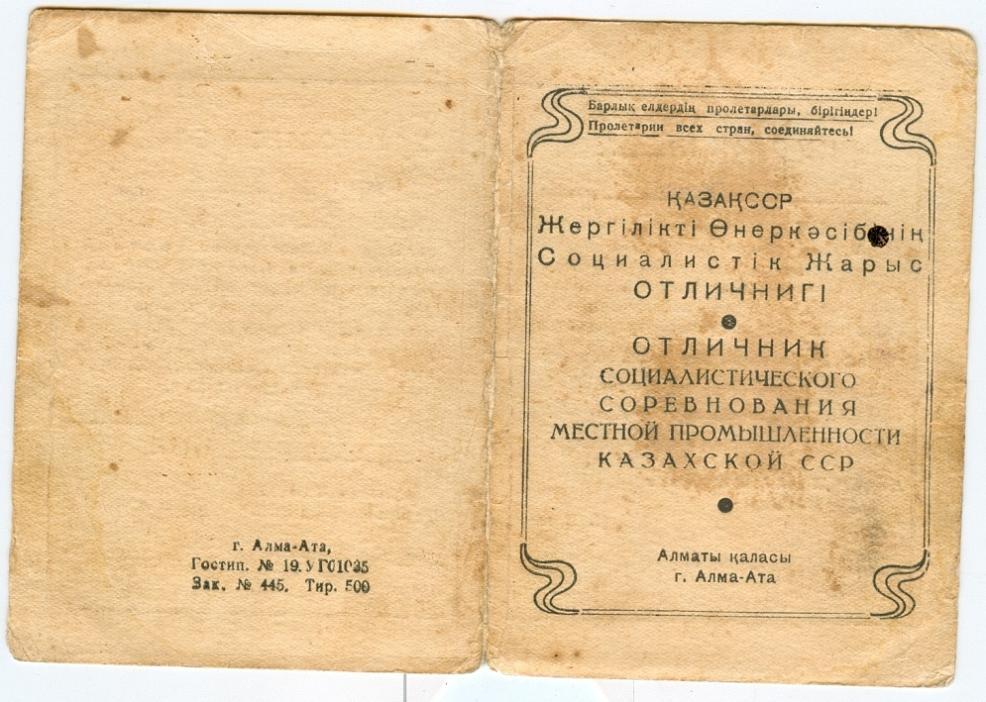 г. Алма-Ата,
Гостип. № 19. УГ01035
Зак. № 445. Тир. 500
Барлық елдердің пролетарлары, бірігіңдер!
Пролетарии всех стран, соединяйтесь!
ҚАЗАҚССР
Жергілікті Өнеркәсібінің
Социалистік Жарыс
ОТЛИЧНИГІ
ОТЛИЧНИК
СОЦИАЛИСТИЧЕСКОГО
СОРЕВНОВАНИЯ
МЕСТНОЙ ПРОМЫШЛЕННОСТИ
КАЗАХСКОЙ ССР
Алматы қаласы
г. Алма-Ата